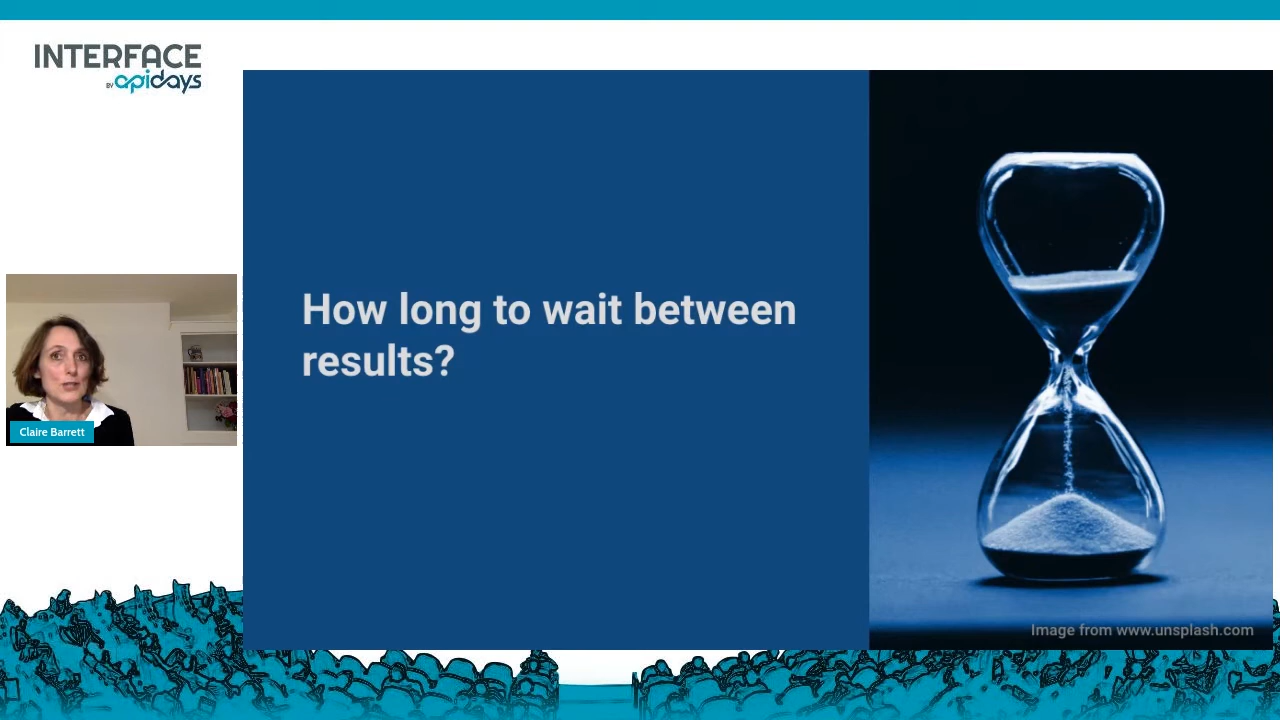 INTERFACE
BY apidays
How long to wait between
results?
Claire Barrett
Image from www.unsplash.com